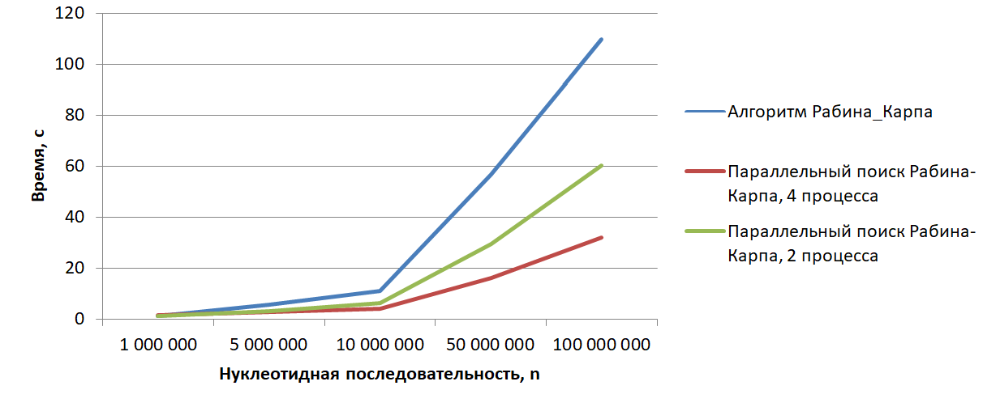 120
100
80
60
40
20
0
Время, с
1 000 000
5 000 000
10 000 000
50 000 000
100 000 000
Нуклеотидная последовательность, n
Алгоритм Рабина_Карпа
Параллельный поиск Рабина-
Карпа, 4 процесса
Параллельный поиск Рабина-
Карпа, 2 процесса